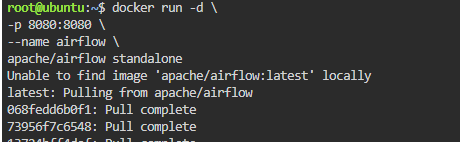 root@ubuntu:~$ docker run -d \
-p 8080:8080 \
--name airflow \
apache/airflow standalone
Unable to find image 'apache/airflow:latest' locally
latest: Pulling from apache/airflow
068fedd6b0f1: Pull complete
73956f7c6548: Pull complete